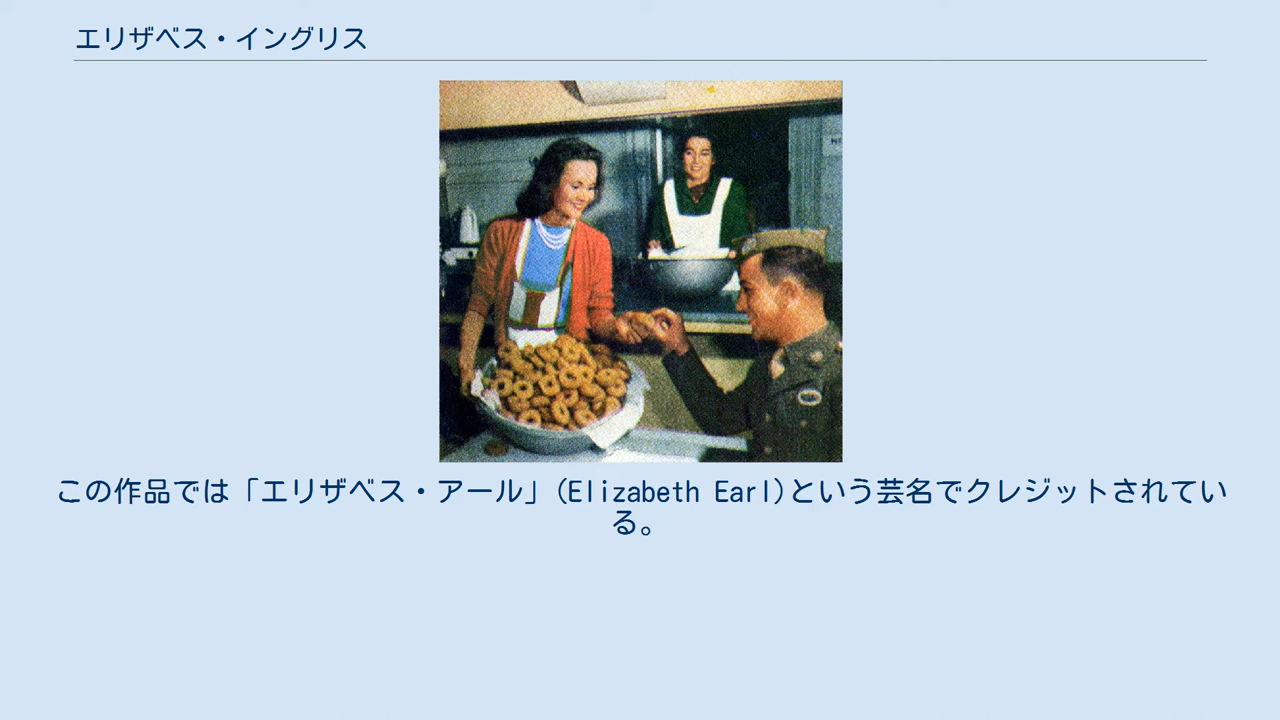 エリザベス・イングリス
この作品では「エリザベス・アール」(Elizabeth Earl)という芸名でクレジットされてい
る。